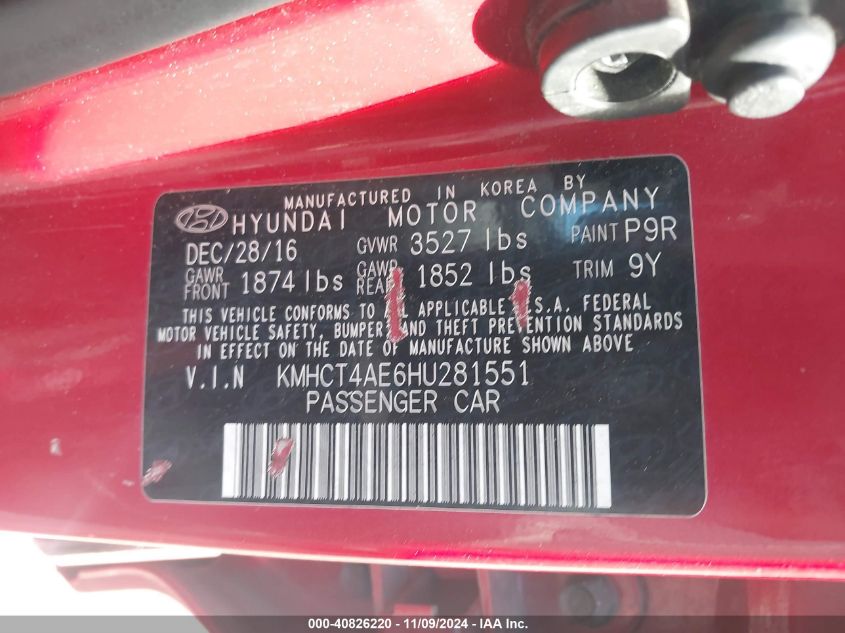 MANUFACTURED IN KOREA BY
HYUNDAI MOTOR COMPANY
DEC/28/16 GVWR 3527 lbs PAINT P9R
GAWR FRONT 1874 lbs GAWR REAR 1852 lbs TRIM 9Y
THIS VEHICLE CONFORMS TO ALL APPLICABLE U.S.A. FEDERAL
MOTOR VEHICLE SAFETY, BUMPER AND THEFT PREVENTION STANDARDS
IN EFFECT ON THE DATE OF MANUFACTURE SHOWN ABOVE
V.I.N KMHCT4AE6HU281551
PASSENGER CAR
000-40826220 - 11/09/2024 - IAA Inc.